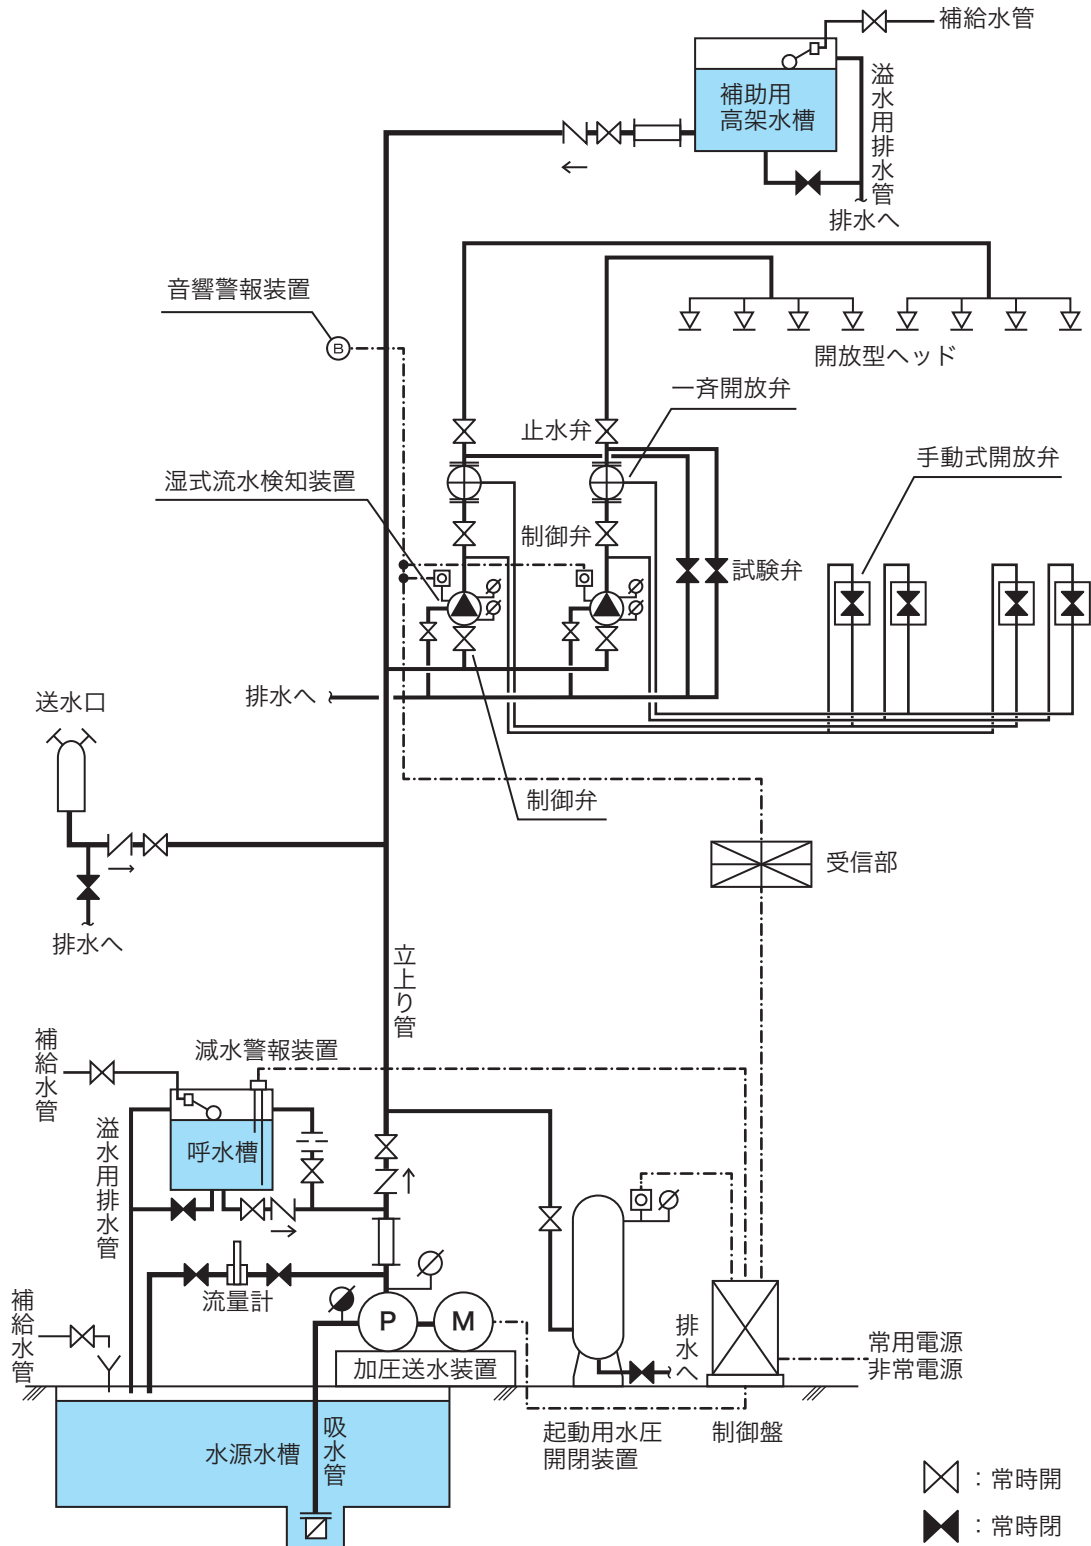 補給水管
補助用
高架水槽
溢水用排水管
排水へ
音響警報装置
B
開放型ヘッド
一斉開放弁
止水弁
手動式開放弁
湿式流水検知装置
制御弁
試験弁
排水へ
送水口
制御弁
受信部
排水へ
立上り管
補給水管
減水警報装置
溢水用排水管
呼水槽
流量計
補給水管
P
M
加圧送水装置
排水へ
常用電源
非常電源
水源水槽
吸水管
起動用水圧
開閉装置
制御盤
：常時開
：常時閉